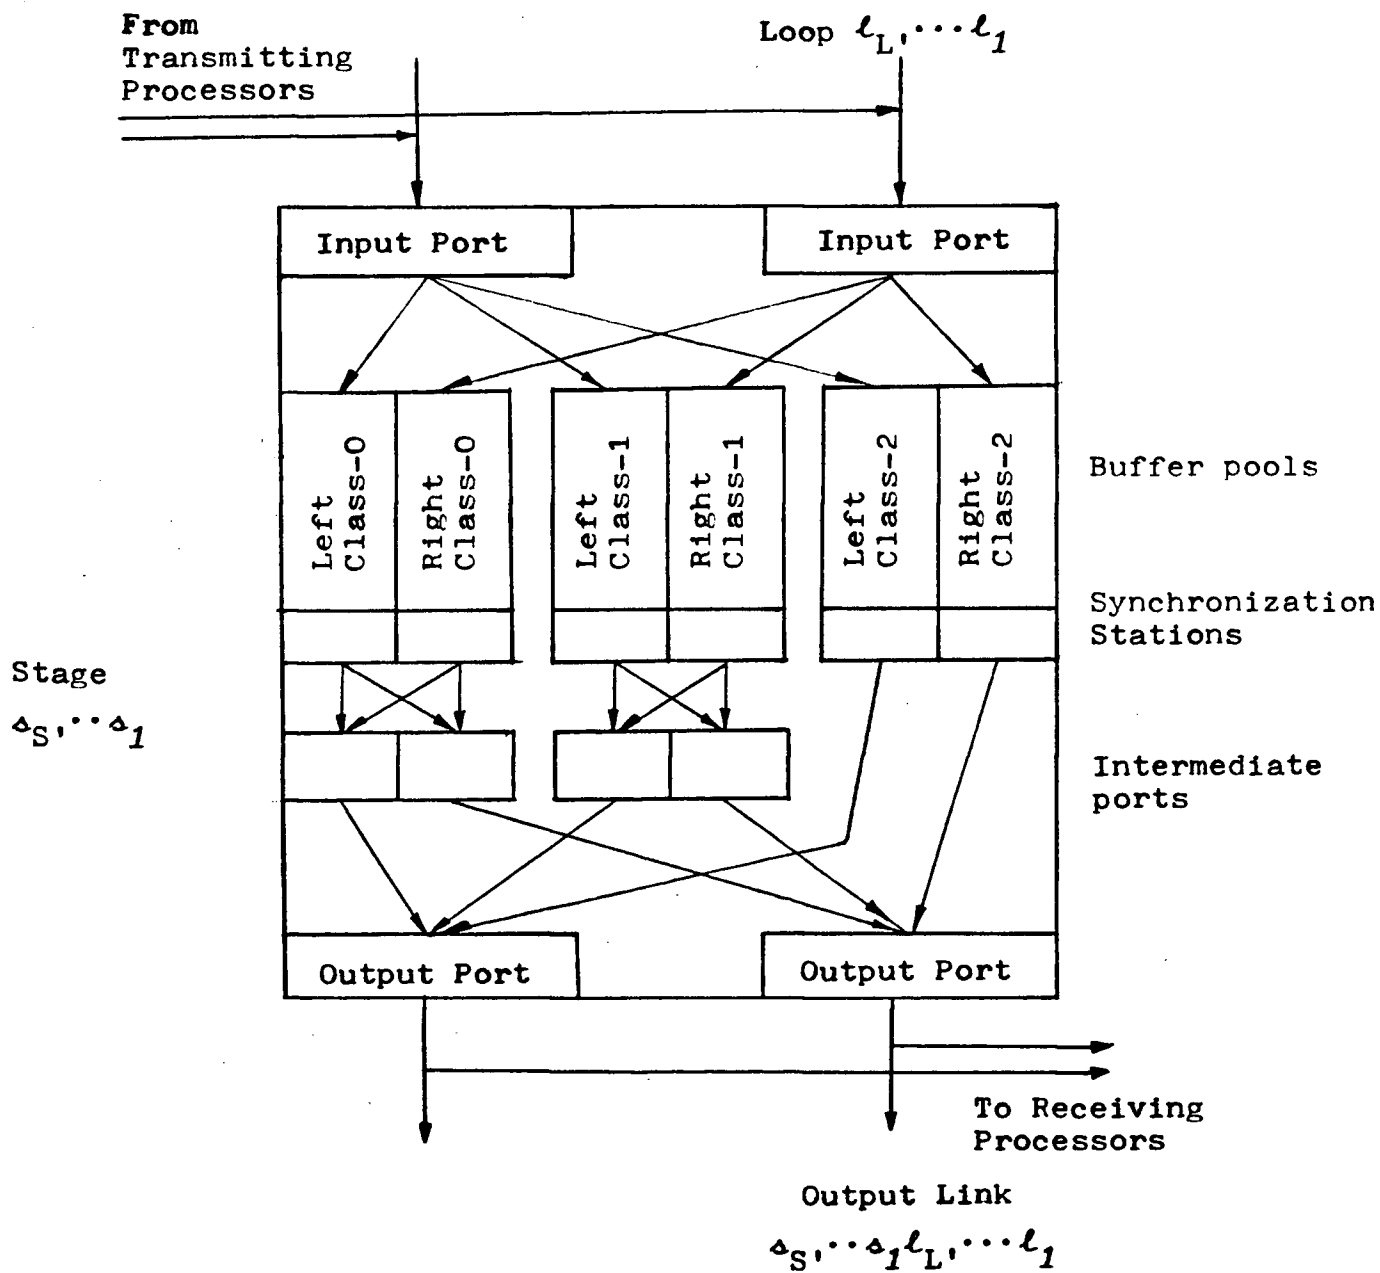 From
Transmitting
Processors
Loop ℓL,···ℓ1
Input Port
Input Port
Left
Class-0
Right
Class-0
Left
Class-1
Right
Class-1
Left
Class-2
Right
Class-2
Buffer pools
Synchronization
Stations
Stage
sS,··s1
Intermediate
ports
Output Port
Output Port
To Receiving
Processors
Output Link
sS,··s1ℓL,···ℓ1